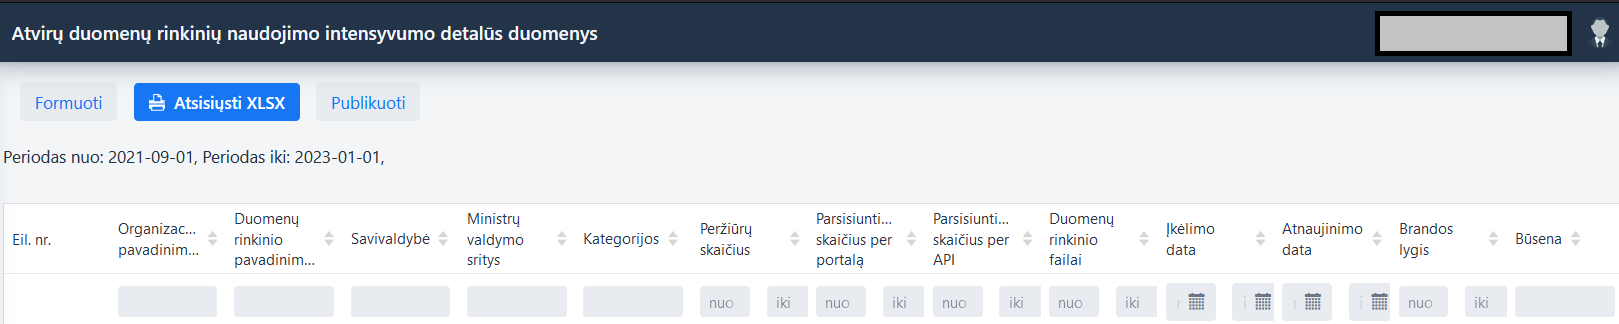 Atvirų duomenų rinkinių naudojimo intensyvumo detalūs duomenys
Formuoti
Atsisiųsti XLSX
Publikuoti
Periodas nuo: 2021-09-01, Periodas iki: 2023-01-01,
Eil. nr.
Organizac...
pavadinim...
Duomenų
rinkinio
pavadinim...
Savivaldybė
Ministrų
valdymo
sritys
Kategorijos
Peržiūrų
skaičius
Parsisiunti...
skaičius per
portalą
Parsisiunti...
skaičius per
API
Duomenų
rinkinio
failai
Įkėlimo
data
Atnaujinimo
data
Brandos
lygis
Būsena
nuo
iki
nuo
iki
nuo
iki
nuo
iki
nuo
iki